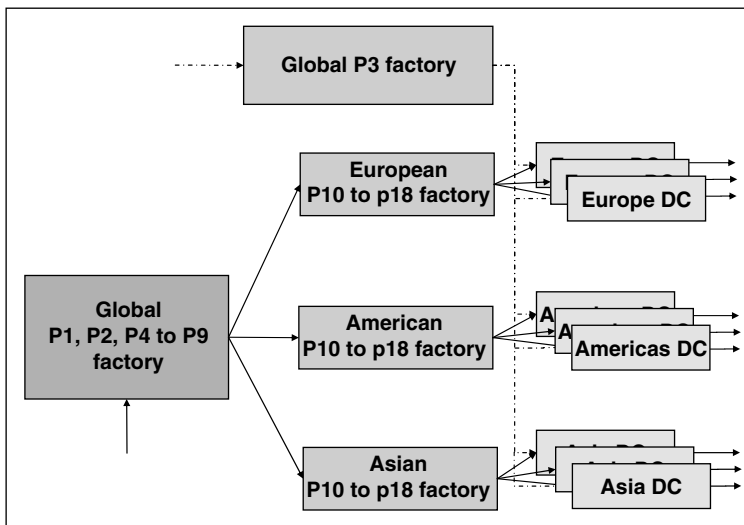 Global P3 factory
European
P10 to p18 factory
Europe DC
Global
P1, P2, P4 to P9
factory
American
P10 to p18 factory
Americas DC
Asian
P10 to p18 factory
Asia DC